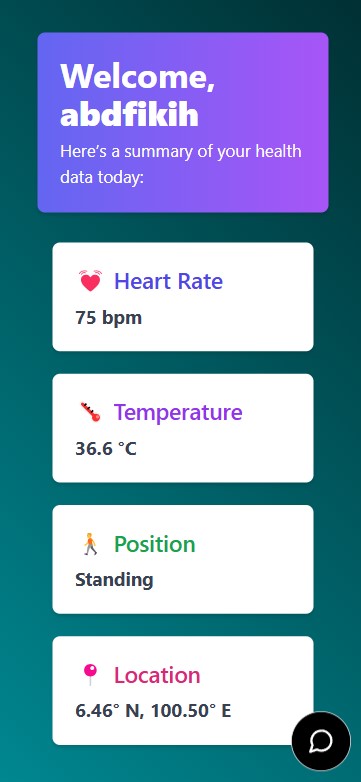 Welcome,
abdfikih
Here's a summary of your health
data today:
Heart Rate
75 bpm
Temperature
36.6 °C
Position
Standing
Location
6.46° N, 100.50° E